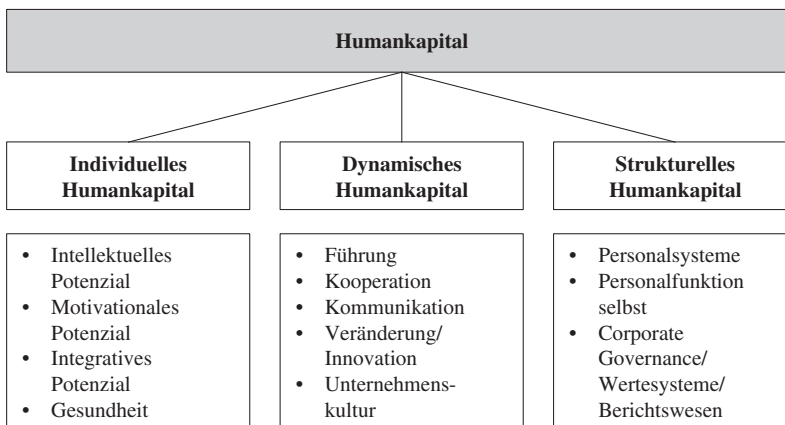 Humankapital
Individuelles
Humankapital
Dynamisches
Humankapital
Strukturelles
Humankapital
• Intellektuelles
Potenzial
• Motivationales
Potenzial
• Integratives
Potenzial
• Gesundheit
• Führung
• Kooperation
• Kommunikation
• Veränderung/
Innovation
• Unternehmens-
kultur
• Personalsysteme
• Personalfunktion
selbst
• Corporate
Governance/
Wertesysteme/
Berichtswesen